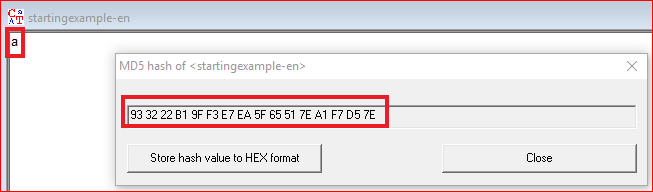 startingexample-en
a
MD5 hash of <startingexample-en>
93 32 22 B1 9F F3 E7 EA 5F 65 51 7E A1 F7 D5 7E
Store hash value to HEX format
Close